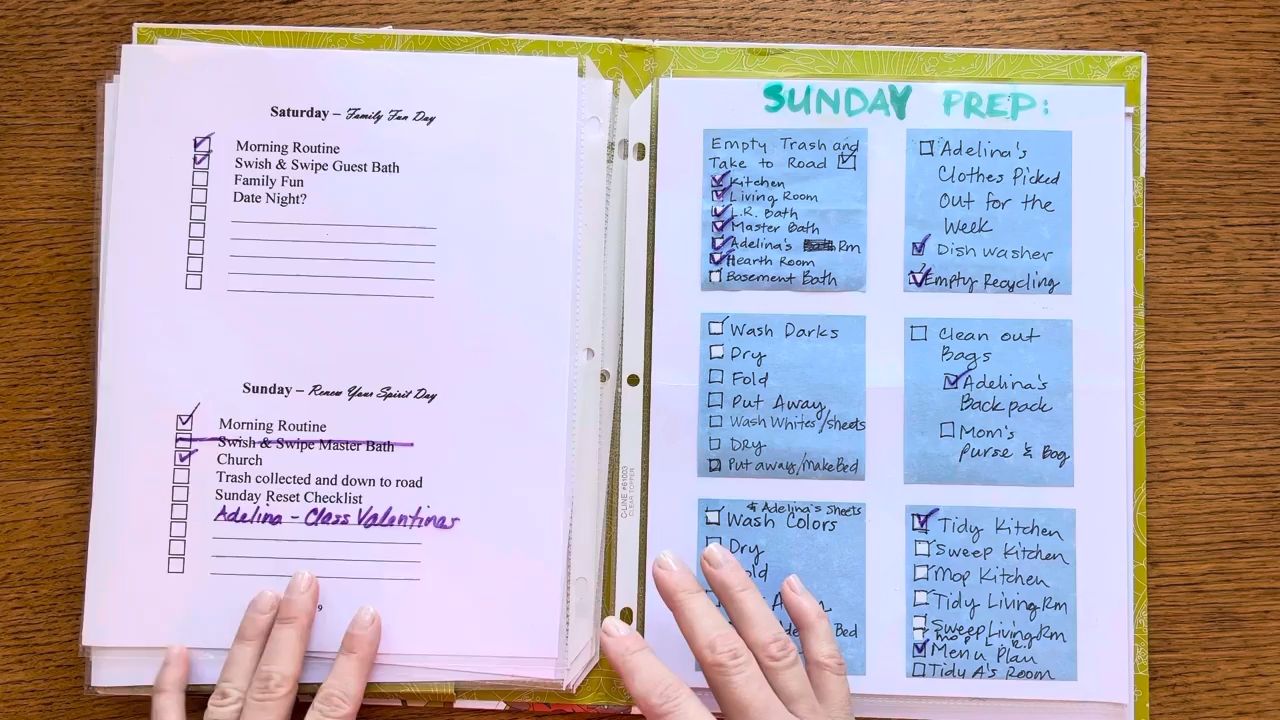 Saturday – Family Fun Day
Morning Routine
Swish & Swipe Guest Bath
Family Fun
Date Night?
Sunday – Renew Your Spirit Day
Morning Routine
Swish & Swipe Master Bath
Church
Trash collected and down to road
Sunday Reset Checklist
Adelina - Class Valentines
9
C-LINE #61003
CLEAR TOPPER
SUNDAY PREP:
Empty Trash and
Take to Road
Kitchen
Living Room
L.R. Bath
Master Bath
Adelina's Rm
Hearth Room
Basement Bath
Adelina's
Clothes Picked
Out for the
Week
Dish washer
Empty Recycling
Wash Darks
Dry
Fold
Put Away
Wash Whites/sheets
Dry
Put away/Make Bed
Clean out
Bags
Adelina's
Back pack
Mom's
purse & Bag
& Adelina's Sheets
Wash Colors
Dry
Bed
Tidy Kitchen
Sweep Kitchen
Mop Kitchen
Tidy Living Rm
Sweep Living Rm
mop L.R.
Menu Plan
Tidy A's Room